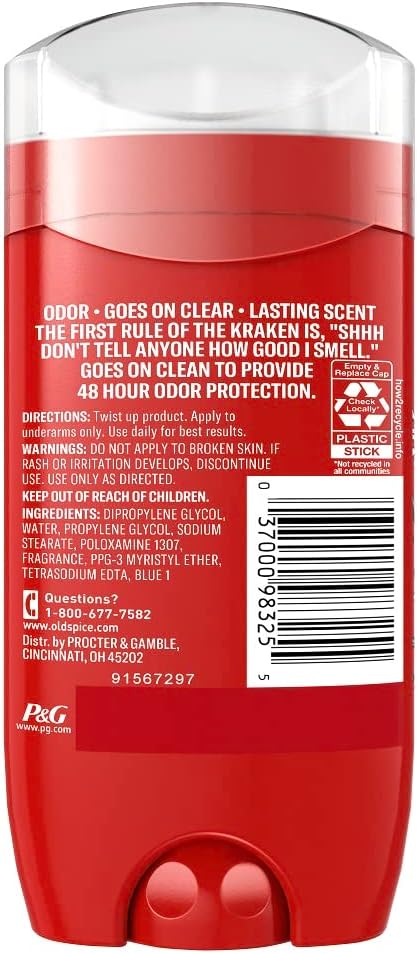 ODOR • GOES ON CLEAR • LASTING SCENT
THE FIRST RULE OF THE KRAKEN IS, "SHHH
DON'T TELL ANYONE HOW GOOD I SMELL."
GOES ON CLEAN TO PROVIDE
48 HOUR ODOR PROTECTION.
Empty &
Replace Cap
Check
Locally*
PLASTIC
STICK
*Not recycled in
all communities
how2recycle.info
DIRECTIONS: Twist up product. Apply to
underarms only. Use daily for best results.
WARNINGS: DO NOT APPLY TO BROKEN SKIN. IF
RASH OR IRRITATION DEVELOPS, DISCONTINUE
USE. USE ONLY AS DIRECTED.
KEEP OUT OF REACH OF CHILDREN.
INGREDIENTS: DIPROPYLENE GLYCOL,
WATER, PROPYLENE GLYCOL, SODIUM
STEARATE, POLOXAMINE 1307,
FRAGRANCE, PPG-3 MYRISTYL ETHER,
TETRASODIUM EDTA, BLUE 1
Questions?
1-800-677-7582
www.oldspice.com
Distr. by PROCTER & GAMBLE,
CINCINNATI, OH 45202
91567297
0 37000 98325 5
P&G
www.pg.com